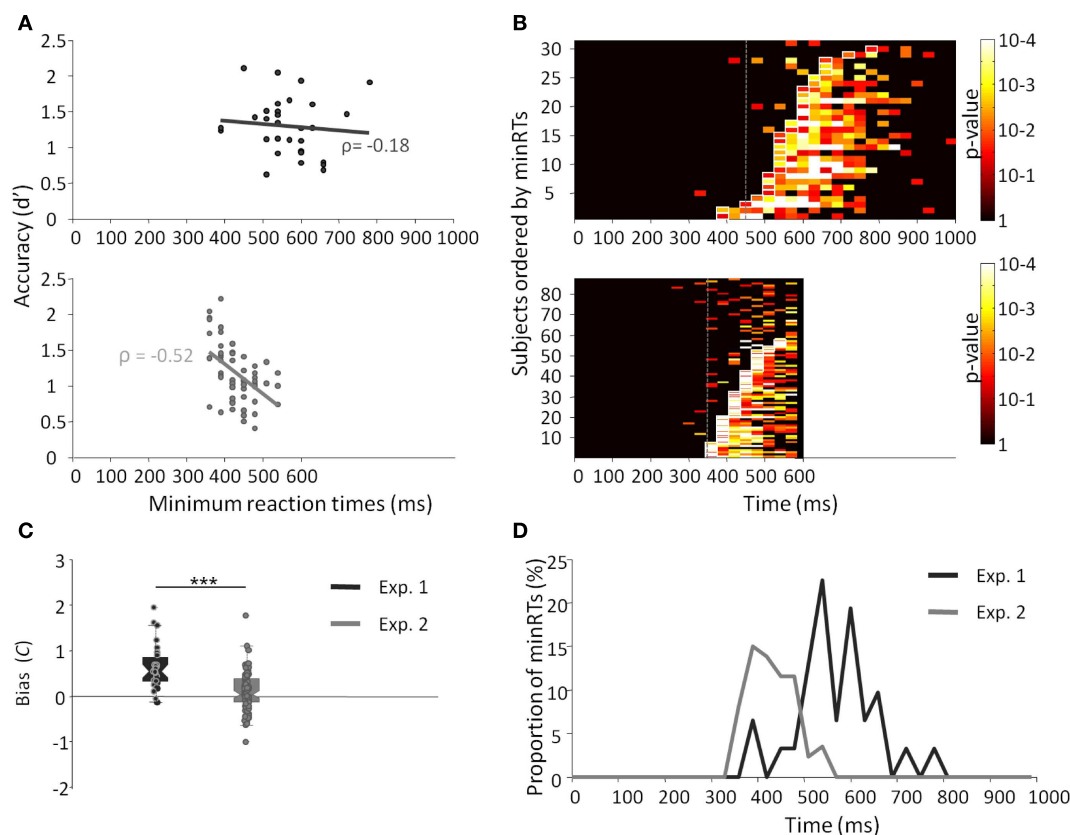 A
2.5
2
1.5
1
0.5
0
ρ= -0.18
0 100 200 300 400 500 600 700 800 900 1000
2.5
2
1.5
1
0.5
0
ρ = -0.52
0 100 200 300 400 500 600
Accuracy (d’)
Minimum reaction times (ms)
B
30
25
20
15
10
5
0 100 200 300 400 500 600 700 800 900 1000
10-4
10-3
10-2
10-1
1
p-value
80
70
60
50
40
30
20
10
0 100 200 300 400 500 600
10-4
10-3
10-2
10-1
1
p-value
Subjects ordered by minRTs
Time (ms)
C
3
2
1
0
-1
-2
Bias (C)
***
Exp. 1
Exp. 2
D
25
20
15
10
5
0
Proportion of minRTs (%)
Exp. 1
Exp. 2
0 100 200 300 400 500 600 700 800 900 1000
Time (ms)